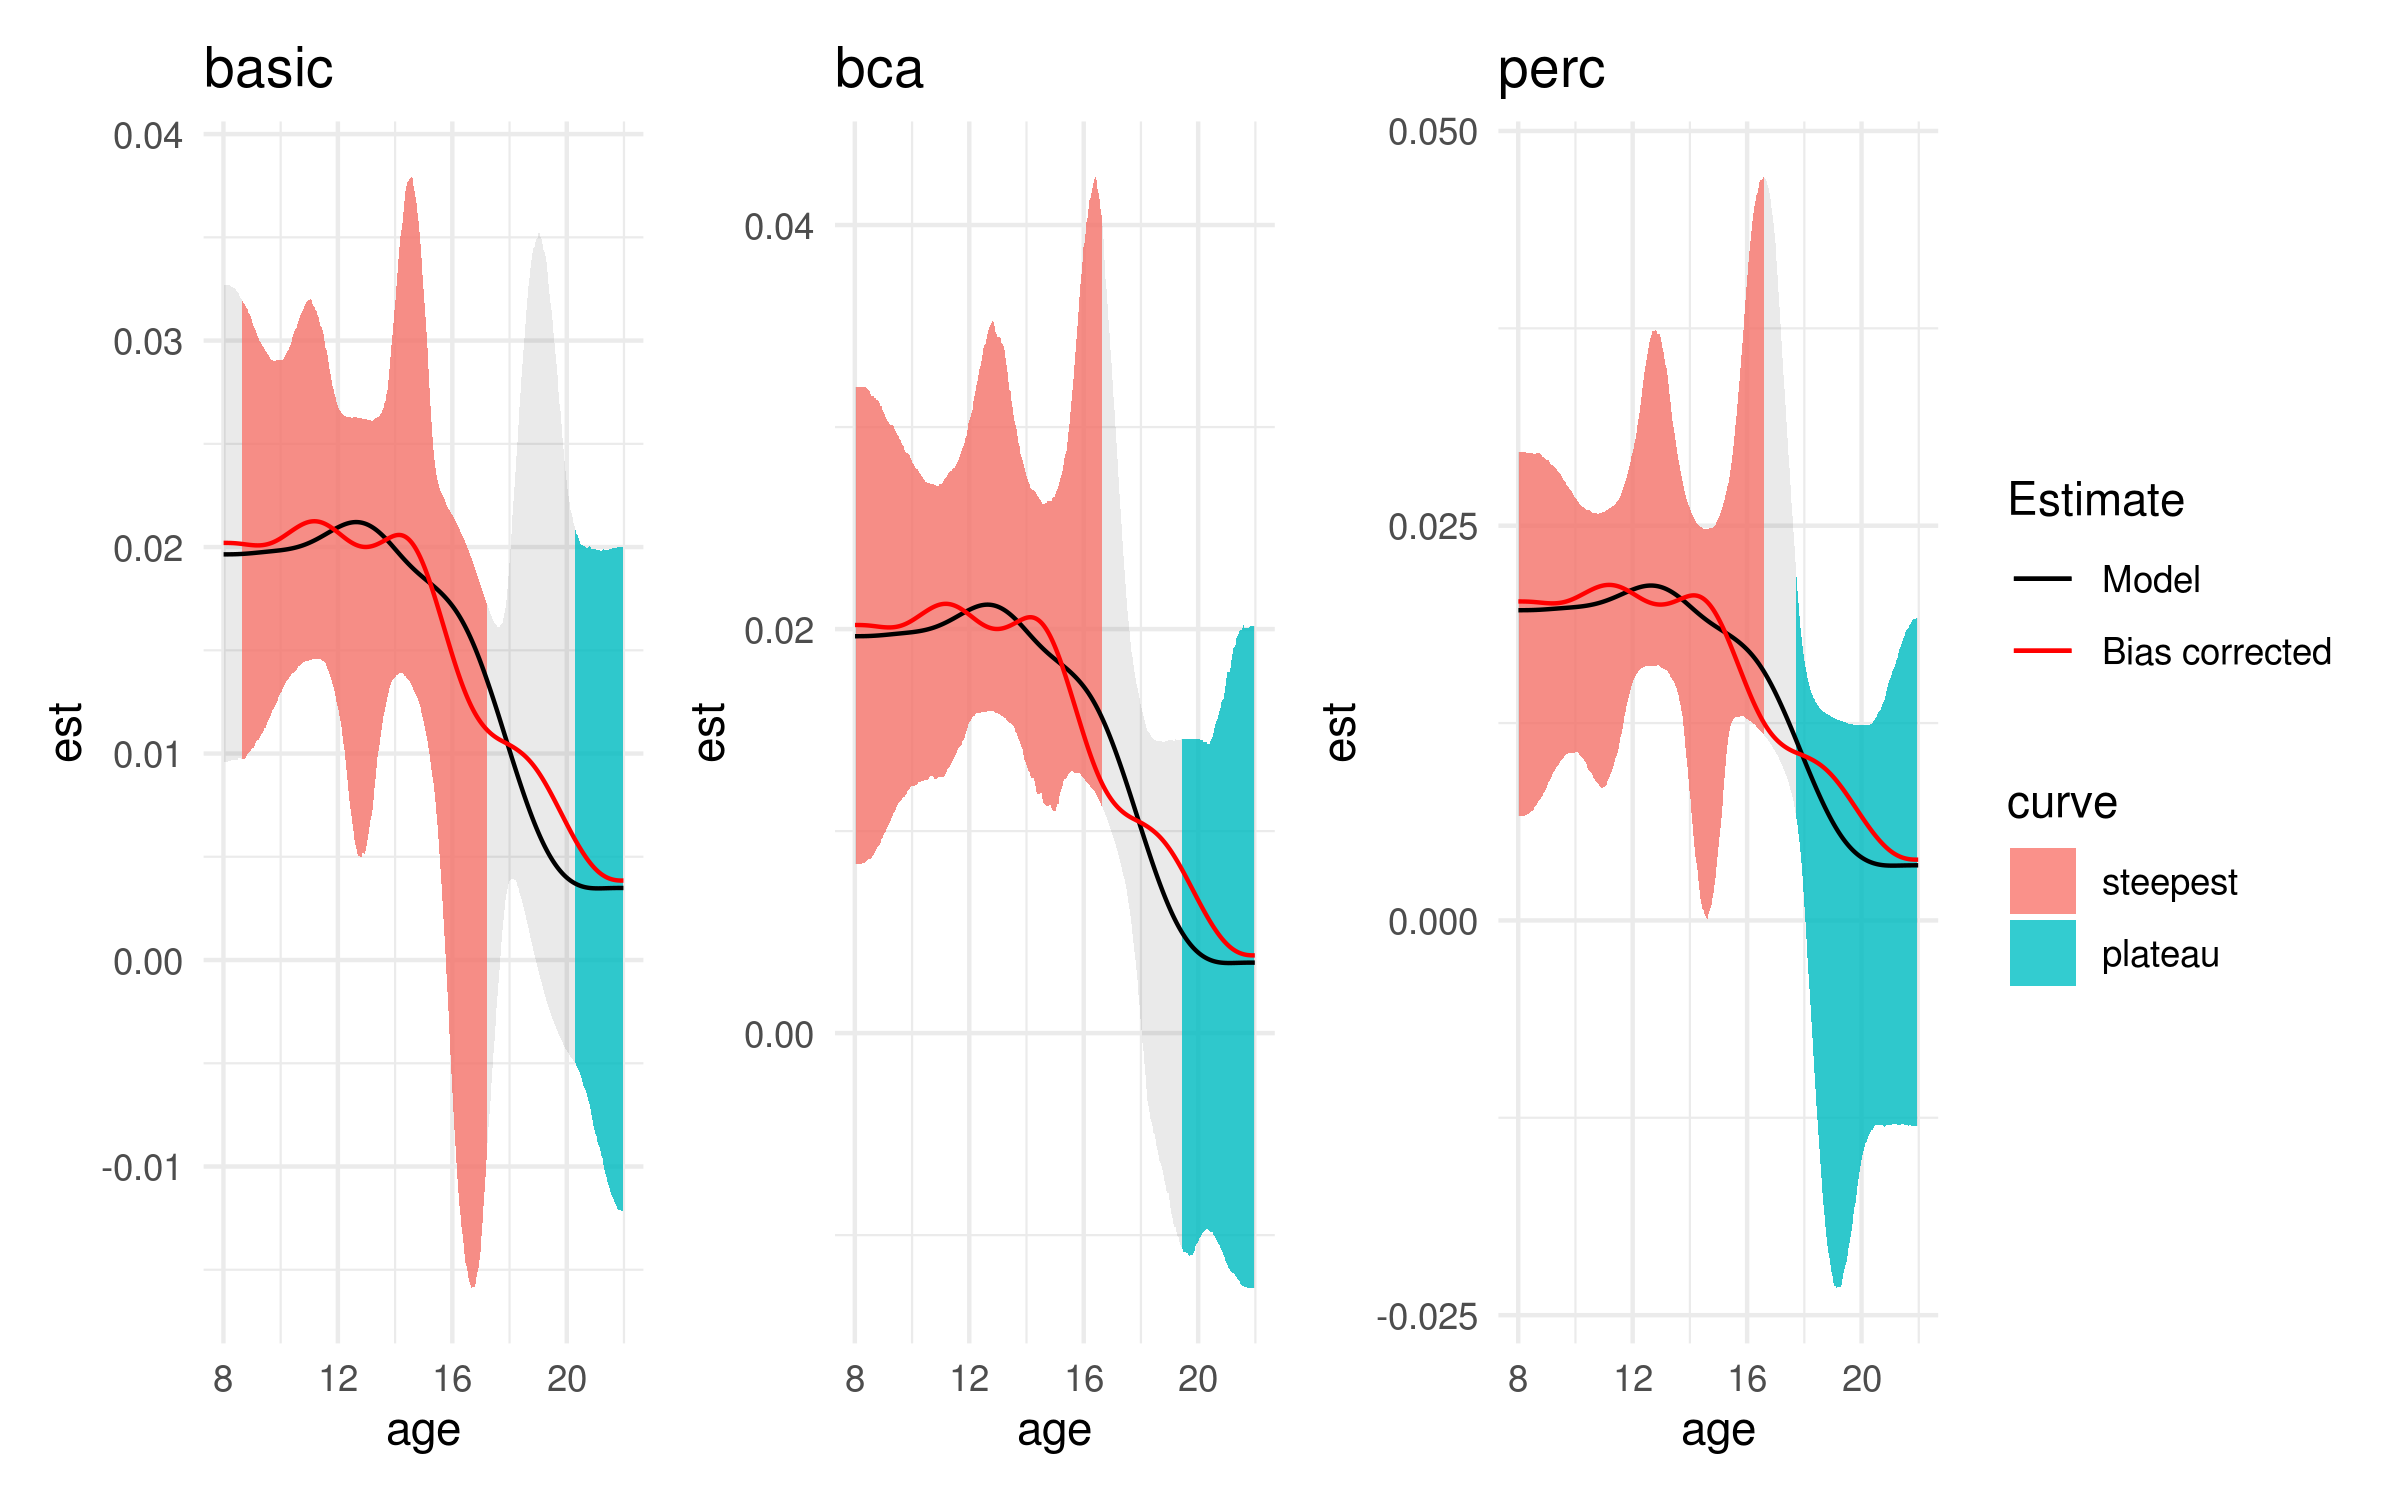 basic
bca
perc
0.04
0.03
0.02
0.01
0.00
-0.01
est
8 12 16 20
age
0.04
0.02
0.00
est
8 12 16 20
age
0.050
0.025
0.000
-0.025
est
8 12 16 20
age
Estimate
Model
Bias corrected
curve
steepest
plateau